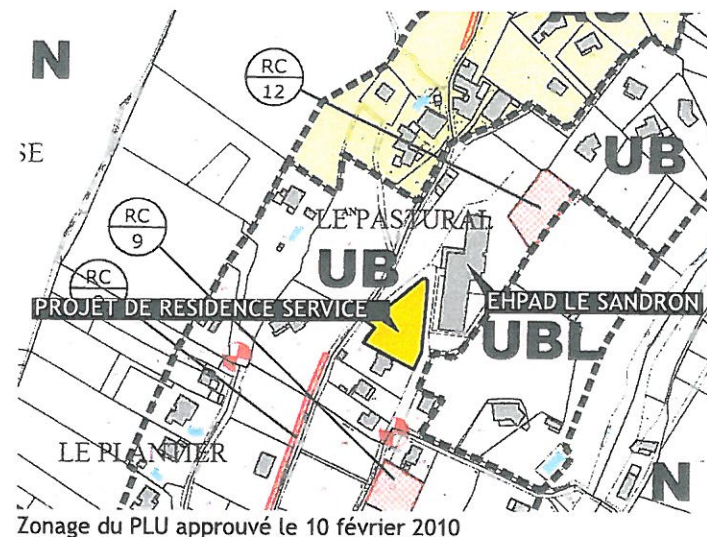 N
RC
12
SE
UB
RC
9
LE PASTURAL
UB
RC
PROJET DE RESIDENCE SERVICE
EHPAD LE SANDRON
UBL
LE PLANTIER
N
Zonage du PLU approuvé le 10 février 2010